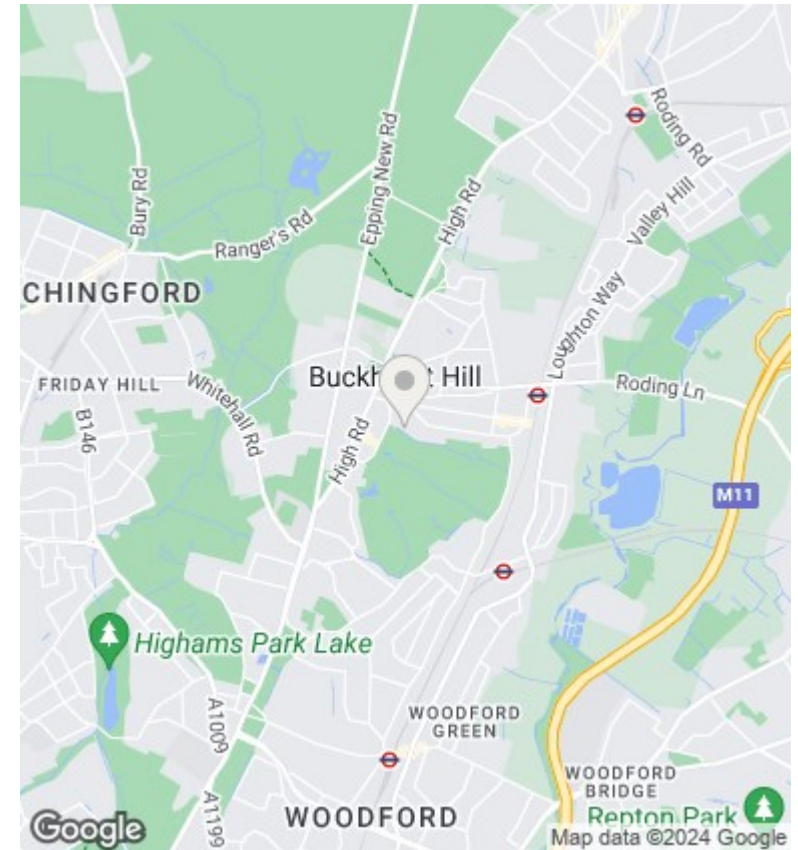 Roding Rd
Bury Rd
Epping New Rd
High Rd
Valley Hill
Ranger's Rd
CHINGFORD
Loughton Way
Buckh t Hill
FRIDAY HILL
Whitehall Rd
Roding Ln
B146
High Rd
M11
Highams Park Lake
A1009
WOODFORD
GREEN
WOODFORD
BRIDGE
A1199
WOODFORD
Repton Park
Google
Map data ©2024 Google